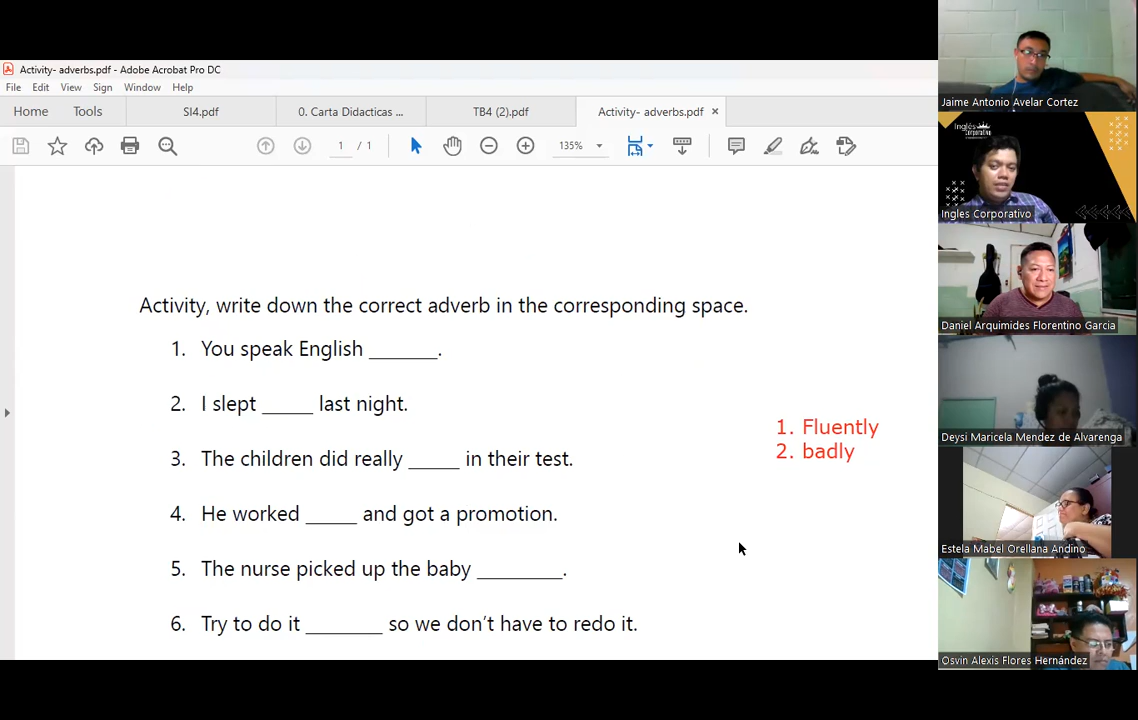 Activity- adverbs.pdf - Adobe Acrobat Pro DC
File Edit View Sign Window Help
Home Tools SI4.pdf 0. Carta Didacticas ... TB4 (2).pdf Activity- adverbs.pdf ×
1 / 1 135%
Activity, write down the correct adverb in the corresponding space.
1. You speak English _______.
2. I slept _____ last night.
3. The children did really _____ in their test.
4. He worked _____ and got a promotion.
5. The nurse picked up the baby ________.
6. Try to do it _______ so we don't have to redo it.
1. Fluently
2. badly
Jaime Antonio Avelar Cortez
Inglés
Corporativo
Ingles Corporativo
Daniel Arquimides Florentino Garcia
Deysi Maricela Mendez de Alvarenga
Estela Mabel Orellana Andino
Osvin Alexis Flores Hernández